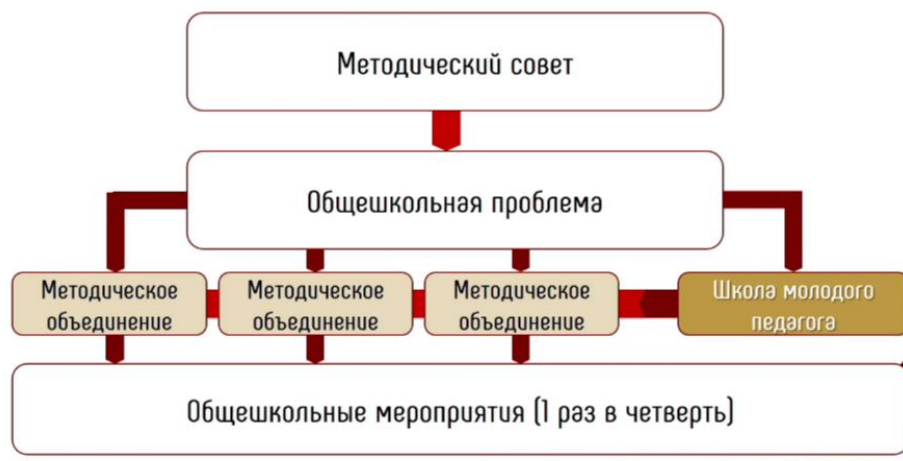 Методический совет
Общешкольная проблема
Методическое
объединение
Методическое
объединение
Методическое
объединение
Школа молодого
педагога
Общешкольные мероприятия (1 раз в четверть)